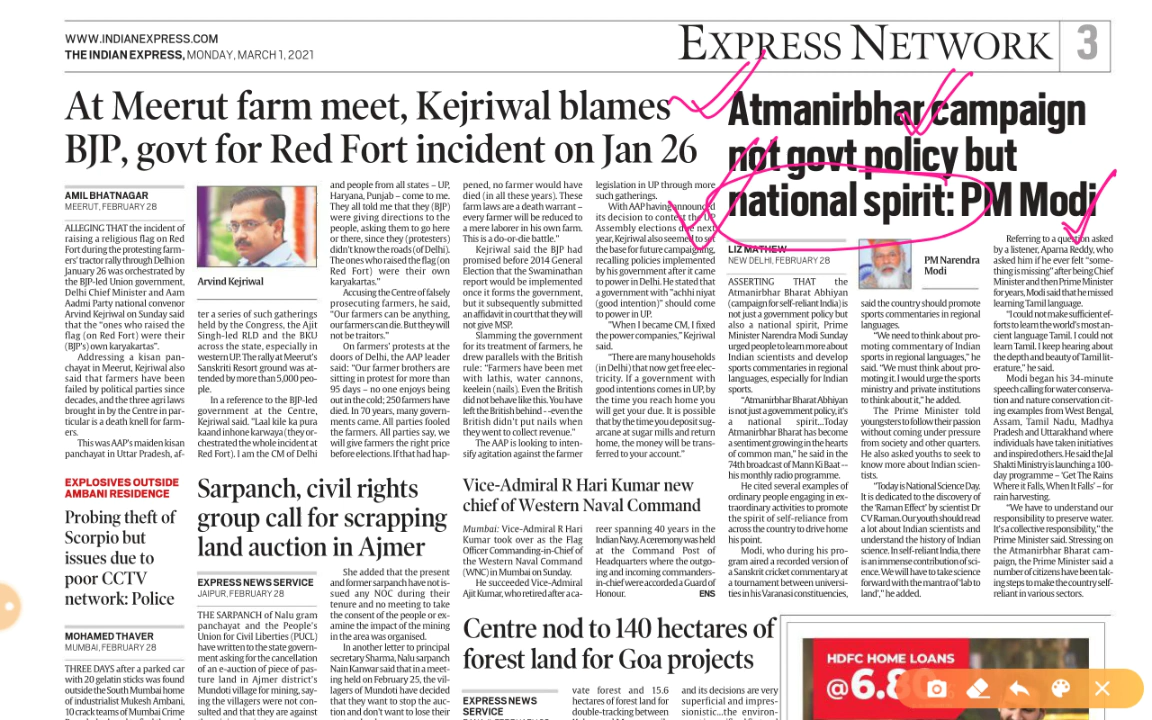 WWW.INDIANEXPRESS.COM
THE INDIAN EXPRESS, MONDAY, MARCH 1, 2021
EXPRESS NETWORK
3
At Meerut farm meet, Kejriwal blames
BJP, govt for Red Fort incident on Jan 26
AMIL BHATNAGAR
MEERUT, FEBRUARY 28
ALLEGING THAT the incident of
raising a religious flag on Red
Fort during the protesting farm-
ers' tractor rally through Delhi on
January 26 was orchestrated by
the BJP-led Union government,
Delhi Chief Minister and Aam
Aadmi Party national convenor
Arvind Kejriwal on Sunday said
that the "ones who raised the
flag (on Red Fort) were their
(BJP's) own karyakartas".
Addressing a kisan pan-
chayat in Meerut, Kejriwal also
said that farmers have been
failed by political parties since
decades, and the three agri laws
brought in by the Centre in par-
ticular is a death knell for farm-
ers.
This was AAP's maiden kisan
panchayat in Uttar Pradesh, af-
Arvind Kejriwal
ter a series of such gatherings
held by the Congress, the Ajit
Singh-led RLD and the BKU
across the state, especially in
western UP. The rally at Meerut's
Sanskriti Resort ground was at-
tended by more than 5,000 peo-
ple.
In a reference to the BJP-led
government at the Centre,
Kejriwal said. "Laal kile ka pura
kaand inhone karwaya (they or-
chestrated the whole incident at
Red Fort). I am the CM of Delhi
and people from all states – UP,
Haryana, Punjab – come to me.
They all told me that they (BJP)
were giving directions to the
people, asking them to go here
or there, since they (protesters)
didn't know the roads (of Delhi).
The ones who raised the flag (on
Red Fort) were their own
karyakartas."
Accusing the Centre of falsely
prosecuting farmers, he said,
"Our farmers can be anything,
our farmers can die. But they will
not be traitors."
On farmers' protests at the
doors of Delhi, the AAP leader
said: "Our farmer brothers are
sitting in protest for more than
95 days – no one enjoys being
out in the cold; 250 farmers have
died. In 70 years, many govern-
ments came. All parties fooled
the farmers. All parties say, we
will give farmers the right price
before elections. If that had hap-
pened, no farmer would have
died (in all these years). These
farm laws are a death warrant –
every farmer will be reduced to
a mere laborer in his own farm.
This is a do-or-die battle."
Kejriwal said the BJP had
promised before 2014 General
Election that the Swaminathan
report would be implemented
once it forms the government,
but it subsequently submitted
an affidavit in court that they will
not give MSP.
Slamming the government
for its treatment of farmers, he
drew parallels with the British
rule: "Farmers have been met
with lathis, water cannons,
keelein (nails). Even the British
did not behave like this. You have
left the British behind - -even the
British didn't put nails when
they went to collect revenue."
The AAP is looking to inten-
sify agitation against the farmer
legislation in UP through more
such gatherings.
With AAP having announced
its decision to contest the UP
Assembly elections due next
year, Kejriwal also seemed to set
the base for future campaigning,
recalling policies implemented
by his government after it came
to power in Delhi. He stated that
a government with "achhi niyat
(good intention)" should come
to power in UP.
"When I became CM, I fixed
the power companies," Kejriwal
said.
"There are many households
(in Delhi) that now get free elec-
tricity. If a government with
good intentions comes in UP, by
the time you reach home you
will get your due. It is possible
that by the time you deposit sug-
arcane at sugar mills and return
home, the money will be trans-
ferred to your account."
Atmanirbhar campaign
not govt policy but
national spirit: PM Modi
LIZ MATHEW
NEW DELHI, FEBRUARY 28
ASSERTING THAT the
Atmanirbhar Bharat Abhiyan
(campaign for self-reliant India) is
not just a government policy but
also a national spirit, Prime
Minister Narendra Modi Sunday
urged people to learn more about
Indian scientists and develop
sports commentaries in regional
languages, especially for Indian
sports.
"Atmanirbhar Bharat Abhiyan
is not just a government policy, it's
a national spirit...Today
Atmanirbhar Bharat has become
a sentiment growing in the hearts
of common man," he said in the
74th broadcast of Mann Ki Baat --
his monthly radio programme.
He cited several examples of
ordinary people engaging in ex-
traordinary activities to promote
the spirit of self-reliance from
across the country to drive home
his point.
Modi, who during his pro-
gram aired a recorded version of
a Sanskrit cricket commentary at
a tournament between universi-
ties in his Varanasi constituencies,
PM Narendra
Modi
said the country should promote
sports commentaries in regional
languages.
"We need to think about pro-
moting commentary of Indian
sports in regional languages," he
said. "We must think about pro-
moting it. I would urge the sports
ministry and private institutions
to think about it," he added.
The Prime Minister told
youngsters to follow their passion
without coming under pressure
from society and other quarters.
He also asked youths to seek to
know more about Indian scien-
tists.
"Today is National Science Day.
It is dedicated to the discovery of
the 'Raman Effect' by scientist Dr
CV Raman. Our youth should read
a lot about Indian scientists and
understand the history of Indian
science. In self-reliant India, there
is an immense contribution of sci-
ence. We will have to take science
forward with the mantra of 'lab to
land'," he added.
Referring to a question asked
by a listener, Aparna Reddy, who
asked him if he ever felt "some-
thing is missing" after being Chief
Minister and then Prime Minister
for years, Modi said that he missed
learning Tamil language.
"I could not make sufficient ef-
forts to learn the world's most an-
cient language Tamil. I could not
learn Tamil. I keep hearing about
the depth and beauty of Tamil lit-
erature," he said.
Modi began his 34-minute
speech calling for water conserva-
tion and nature conservation cit-
ing examples from West Bengal,
Assam, Tamil Nadu, Madhya
Pradesh and Uttarakhand where
individuals have taken initiatives
and inspired others. He said the Jal
Shakti Ministry is launching a 100-
day programme – 'Get The Rains
Where it Falls, When It Falls' – for
rain harvesting.
"We have to understand our
responsibility to preserve water.
It's a collective responsibility," the
Prime Minister said. Stressing on
the Atmanirbhar Bharat cam-
paign, the Prime Minister said a
number of citizens have been tak-
ing steps to make the country self-
reliant in various sectors.
EXPLOSIVES OUTSIDE
AMBANI RESIDENCE
Probing theft of
Scorpio but
issues due to
poor CCTV
network: Police
MOHAMED THAVER
MUMBAI, FEBRUARY 28
THREE DAYS after a parked car
with 20 gelatin sticks was found
outside the South Mumbai home
of industrialist Mukesh Ambani,
10 crack teams of Mumbai Crime
Sarpanch, civil rights
group call for scrapping
land auction in Ajmer
EXPRESS NEWS SERVICE
JAIPUR, FEBRUARY 28
THE SARPANCH of Nalu gram
panchayat and the People's
Union for Civil Liberties (PUCL)
have written to the state govern-
ment asking for the cancellation
of an e-auction of piece of pas-
ture land in Ajmer district's
Mundoti village for mining, say-
ing the villagers were not con-
sulted and that they are against
She added that the present
and former sarpanch have not is-
sued any NOC during their
tenure and no meeting to take
the consent of the people or ex-
amine the impact of the mining
in the area was organised.
In another letter to principal
secretary Sharma, Nalu sarpanch
Nain Kanwar said that in a meet-
ing held on February 25, the vil-
lagers of Mundoti have decided
that they want to stop the auc-
tion and don't want to lose their
Vice-Admiral R Hari Kumar new
chief of Western Naval Command
Mumbai: Vice-Admiral R Hari
Kumar took over as the Flag
Officer Commanding-in-Chief of
the Western Naval Command
(WNC) in Mumbai on Sunday.
He succeeded Vice-Admiral
Ajit Kumar, who retired after a ca-
reer spanning 40 years in the
Indian Navy. A ceremony was held
at the Command Post of
Headquarters where the outgo-
ing and incoming commanders-
in-chief were accorded a Guard of
Honour. ENS
Centre nod to 140 hectares of
forest land for Goa projects
EXPRESS NEWS
SERVICE
vate forest and 15.6
hectares of forest land for
double-tracking between
and its decisions are very
superficial and impres-
sionistic...the environ-
HDFC HOME LOANS
@6.8